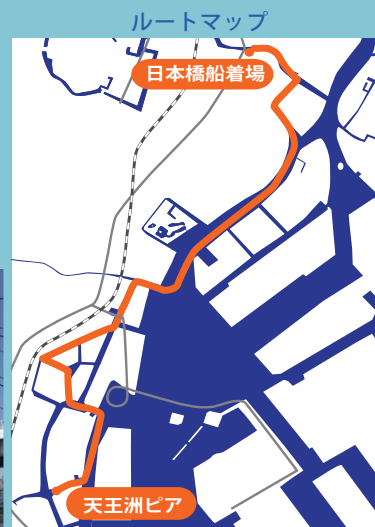 ルートマップ
日本橋船着場
天王洲ピア